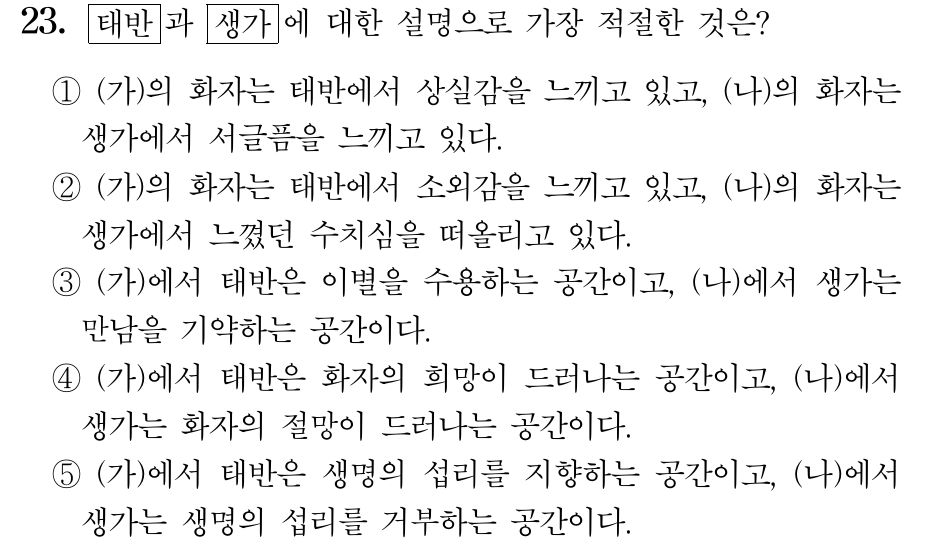 23. 태반과 생가에 대한 설명으로 가장 적절한 것은?
① (가)의 화자는 태반에서 상실감을 느끼고 있고, (나)의 화자는
생가에서 서글픔을 느끼고 있다.
② (가)의 화자는 태반에서 소외감을 느끼고 있고, (나)의 화자는
생가에서 느꼈던 수치심을 떠올리고 있다.
③ (가)에서 태반은 이별을 수용하는 공간이고, (나)에서 생가는
만남을 기약하는 공간이다.
④ (가)에서 태반은 화자의 희망이 드러나는 공간이고, (나)에서
생가는 화자의 절망이 드러나는 공간이다.
⑤ (가)에서 태반은 생명의 섭리를 지향하는 공간이고, (나)에서
생가는 생명의 섭리를 거부하는 공간이다.